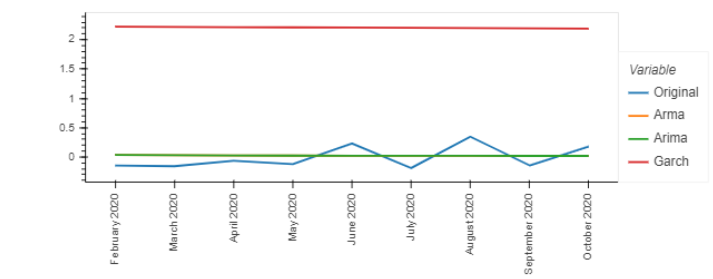 2
1.5
1
0.5
0
February 2020
March 2020
April 2020
May 2020
June 2020
July 2020
August 2020
September 2020
October 2020
Variable
Original
Arma
Arima
Garch